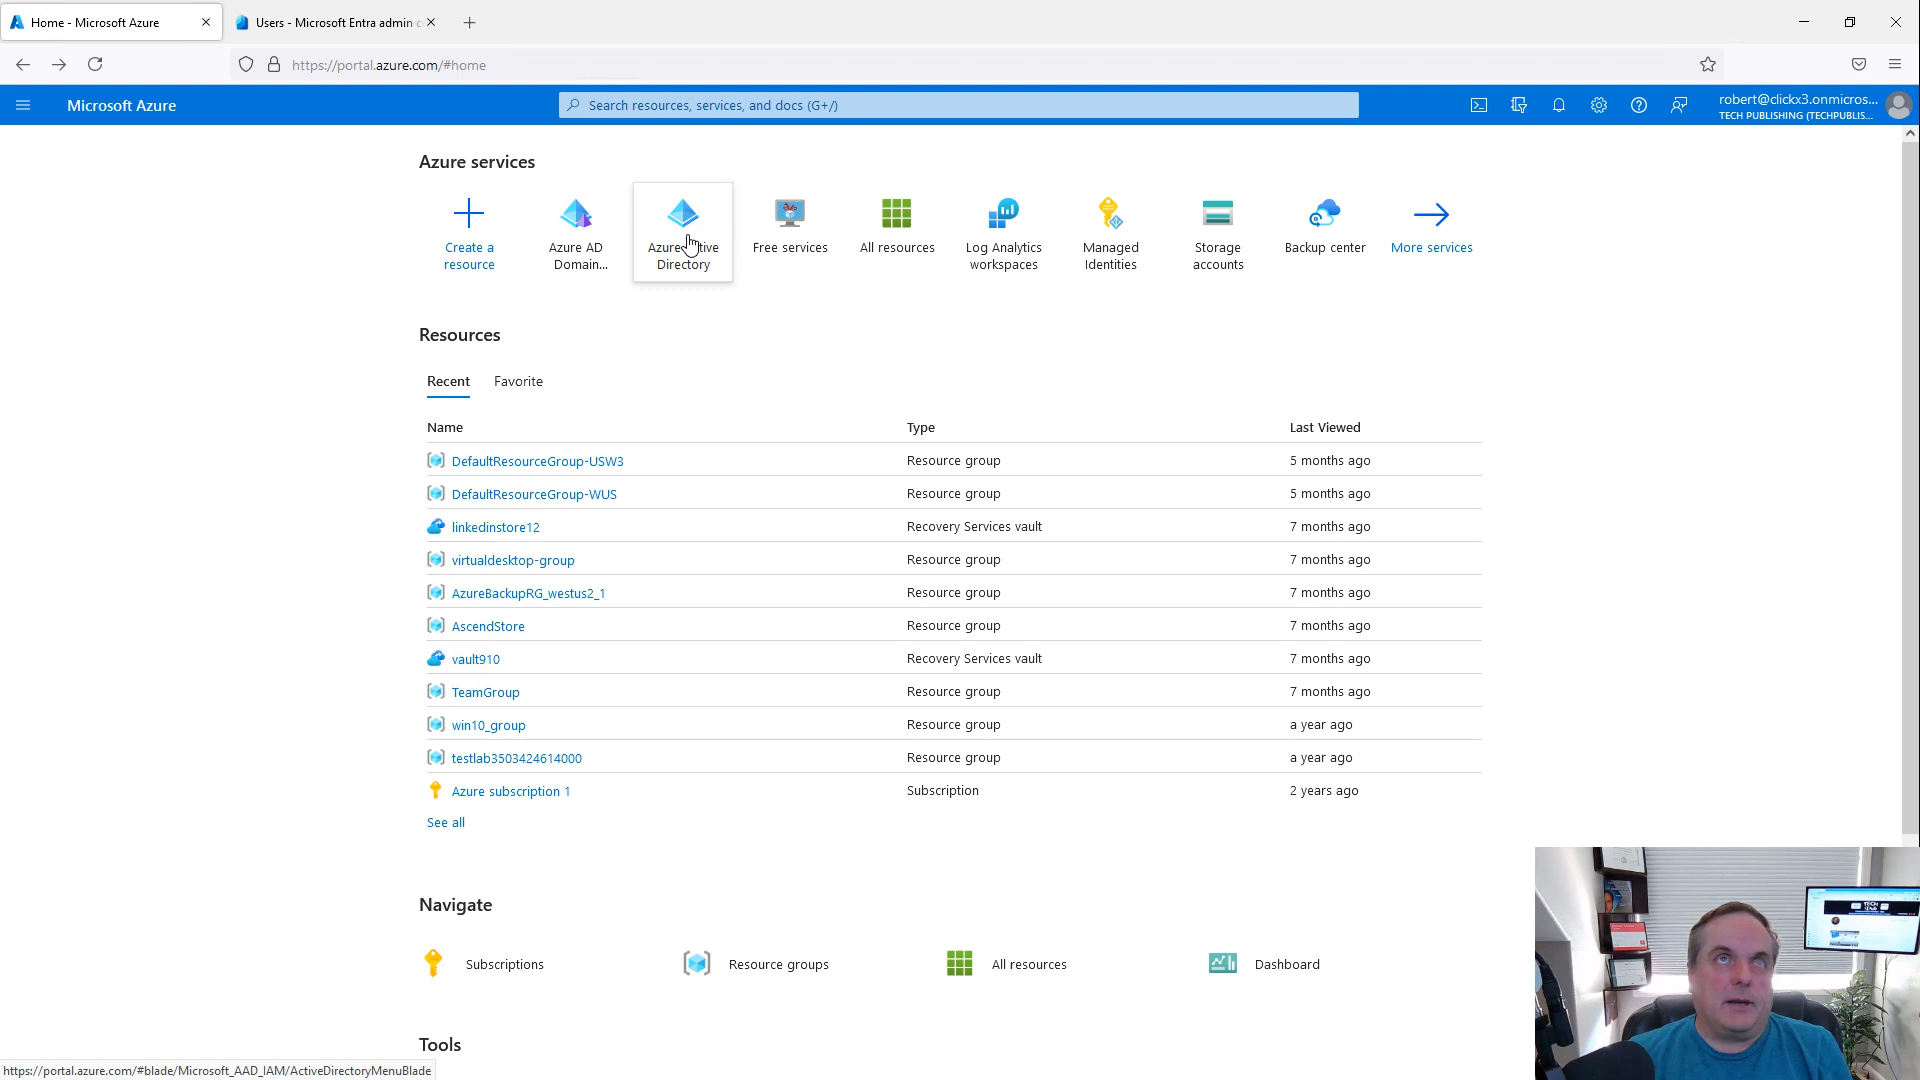 Home - Microsoft Azure
Users - Microsoft Entra admin c
https://portal.azure.com/#home
Microsoft Azure
Search resources, services, and docs (G+/)
robert@clickx3.onmicros...
TECH PUBLISHING (TECHPUBLIS...
Azure services
Create a resource
Azure AD Domain...
Azure Active Directory
Free services
All resources
Log Analytics workspaces
Managed Identities
Storage accounts
Backup center
More services
Resources
Recent
Favorite
Name Type Last Viewed
DefaultResourceGroup-USW3 Resource group 5 months ago
DefaultResourceGroup-WUS Resource group 5 months ago
linkedinstore12 Recovery Services vault 7 months ago
virtualdesktop-group Resource group 7 months ago
AzureBackupRG_westus2_1 Resource group 7 months ago
AscendStore Resource group 7 months ago
vault910 Recovery Services vault 7 months ago
TeamGroup Resource group 7 months ago
win10_group Resource group a year ago
testlab3503424614000 Resource group a year ago
Azure subscription 1 Subscription 2 years ago
See all
Navigate
Subscriptions
Resource groups
All resources
Dashboard
Tools
https://portal.azure.com/#blade/Microsoft_AAD_IAM/ActiveDirectoryMenuBlade